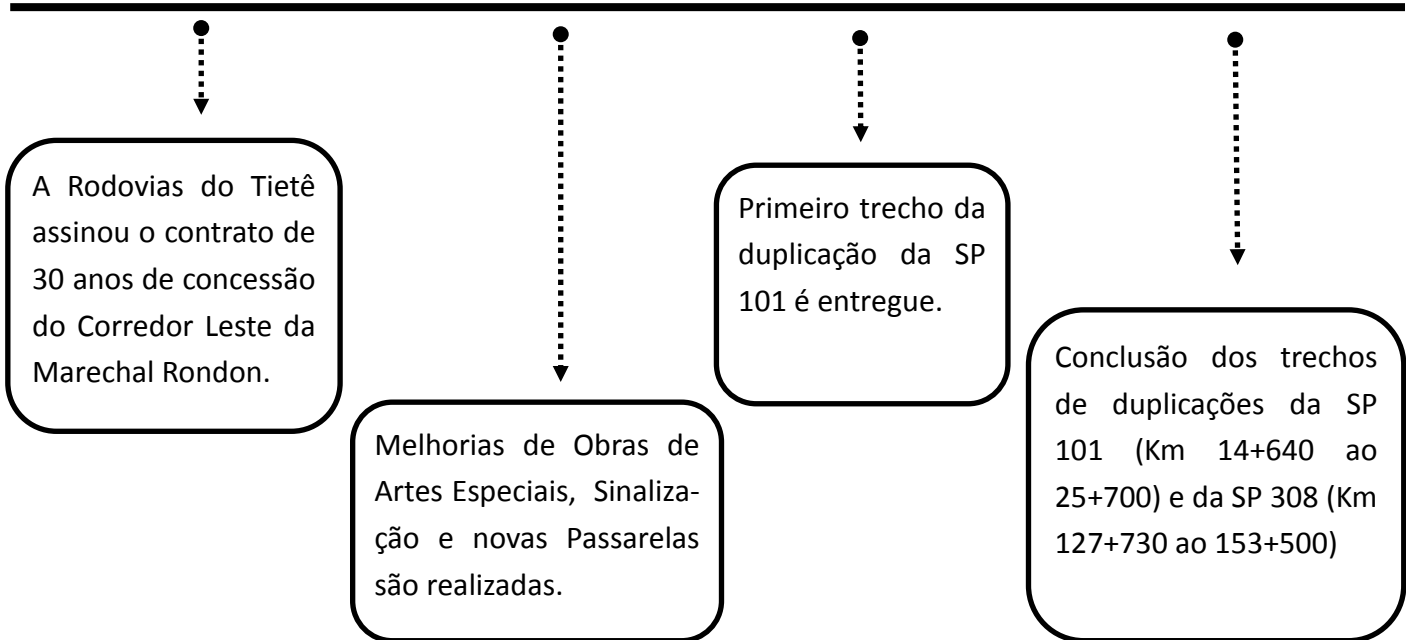 A Rodovias do Tietê
assinou o contrato de
30 anos de concessão
do Corredor Leste da
Marechal Rondon.
Melhorias de Obras de
Artes Especiais, Sinaliza-
ção e novas Passarelas
são realizadas.
Primeiro trecho da
duplicação da SP
101 é entregue.
Conclusão dos trechos
de duplicações da SP
101 (Km 14+640 ao
25+700) e da SP 308 (Km
127+730 ao 153+500)